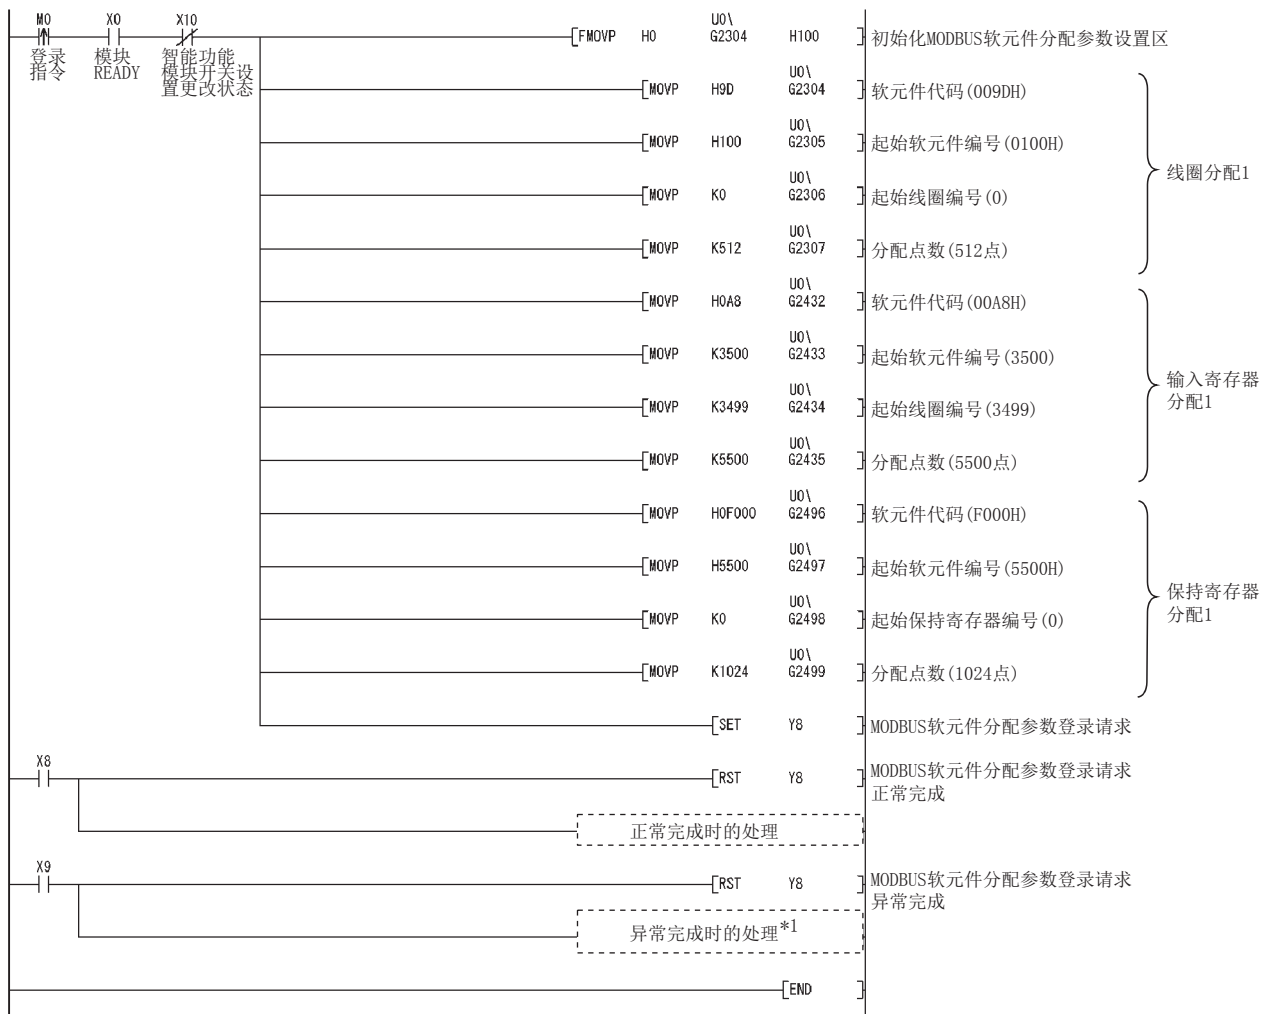 M0 X0 X10
登录指令
模块READY
智能功能模块开关设置更改状态
FMOVP H0 U0\G2304 H100 初始化MODBUS软元件分配参数设置区
MOVP H9D U0\G2304 软元件代码(009DH)
MOVP H100 U0\G2305 起始软元件编号(0100H)
线圈分配1
MOVP K0 U0\G2306 起始线圈编号(0)
MOVP K512 U0\G2307 分配点数(512点)
MOVP H0A8 U0\G2432 软元件代码(00A8H)
MOVP K3500 U0\G2433 起始软元件编号(3500)
输入寄存器
分配1
MOVP K3499 U0\G2434 起始线圈编号(3499)
MOVP K5500 U0\G2435 分配点数(5500点)
MOVP H0F000 U0\G2496 软元件代码(F000H)
MOVP H5500 U0\G2497 起始软元件编号(5500H)
保持寄存器
分配1
MOVP K0 U0\G2498 起始保持寄存器编号(0)
MOVP K1024 U0\G2499 分配点数(1024点)
SET Y8 MODBUS软元件分配参数登录请求
X8
RST Y8 MODBUS软元件分配参数登录请求
正常完成
正常完成时的处理
X9
RST Y8 MODBUS软元件分配参数登录请求
异常完成
异常完成时的处理*1
END